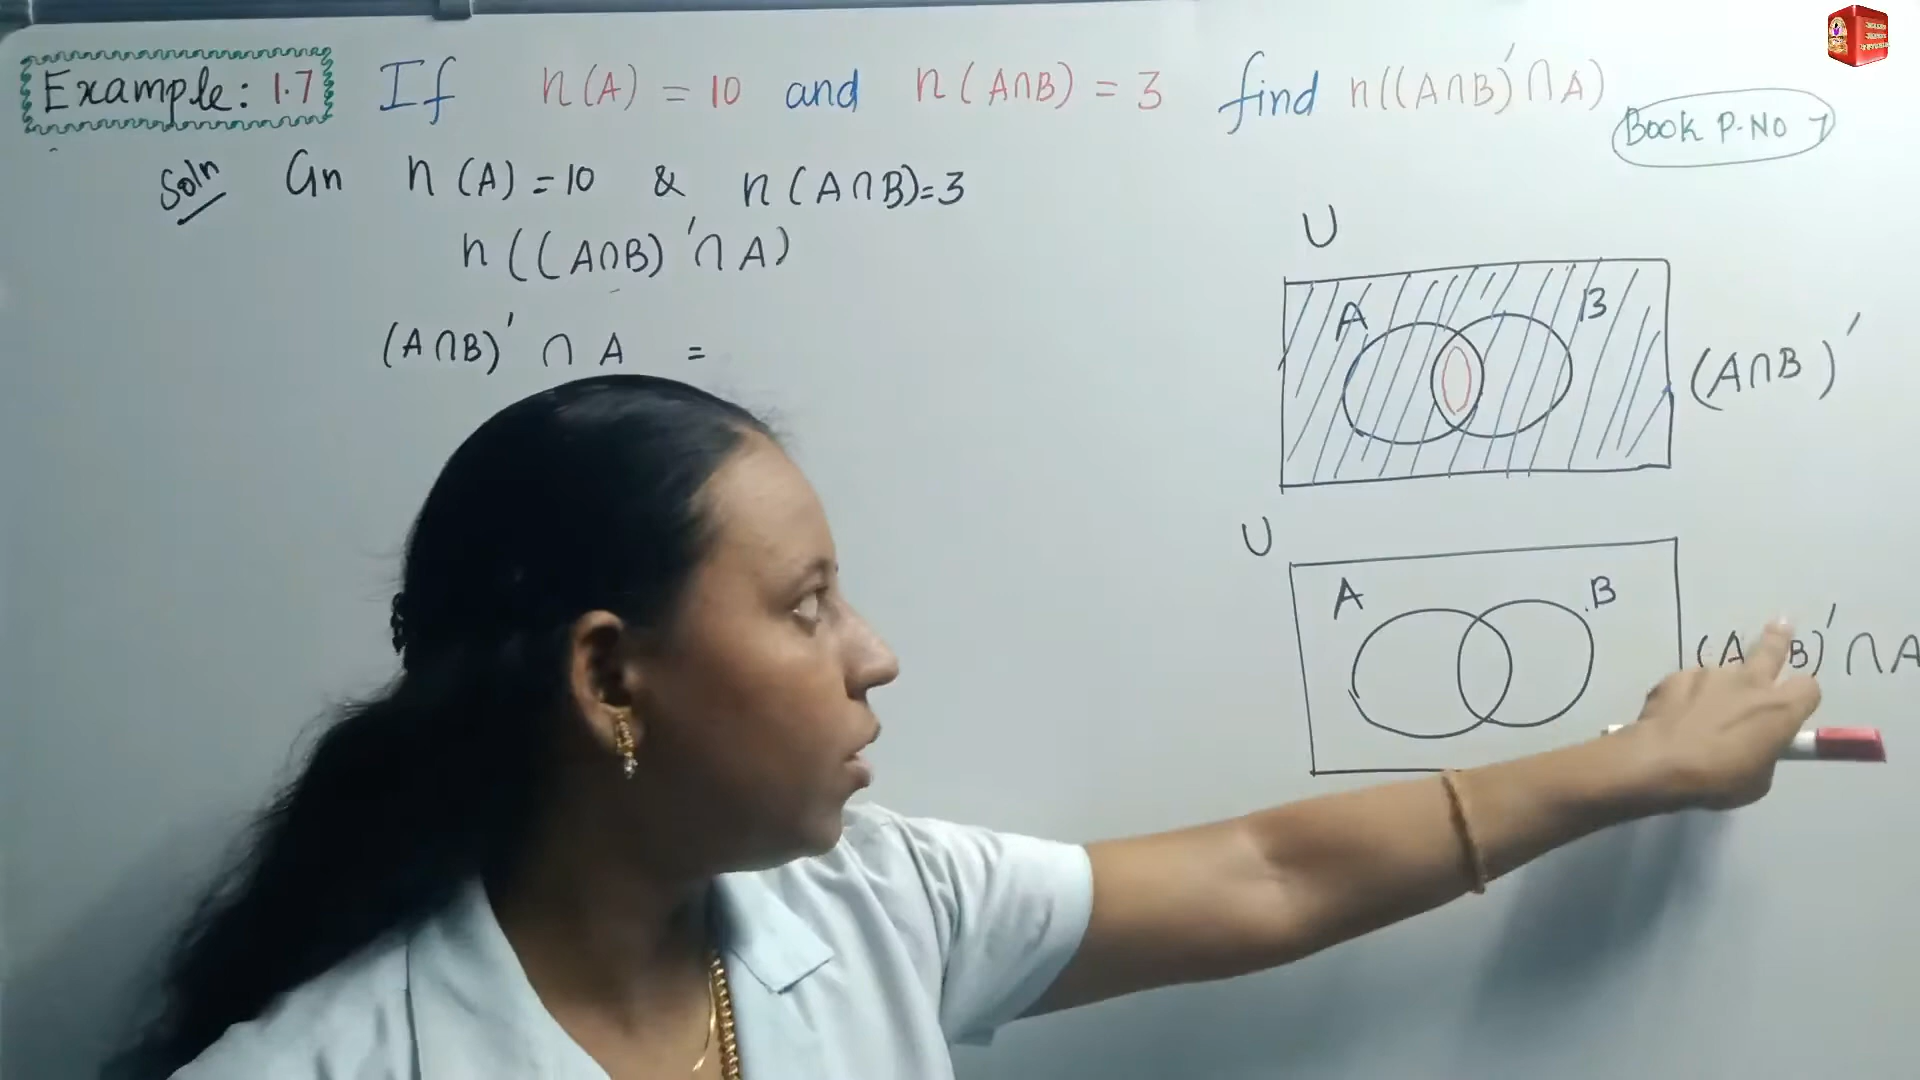 Example: 1.7 If n(A) = 10 and n(A∩B) = 3 find n((A∩B)'∩A)
Book P.No 7
Soln Gn n(A)=10 & n(A∩B)=3
n((A∩B)'∩A)
(A∩B)' ∩ A =
U
A B
(A∩B)'
U
A B
(A B)'∩A